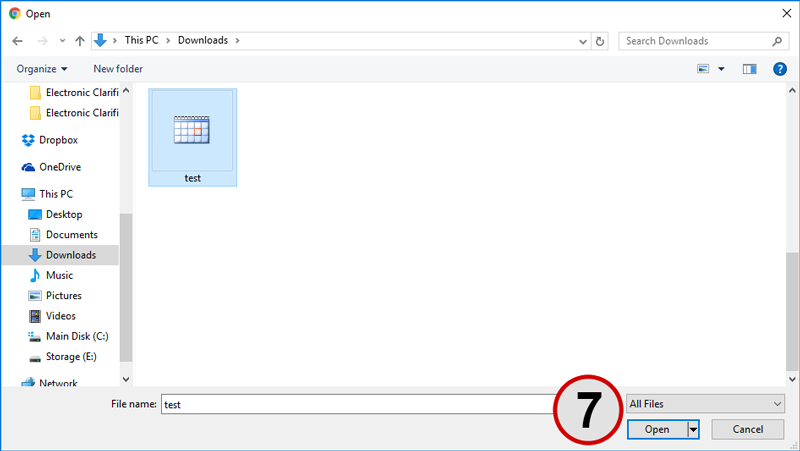 Open
This PC
Downloads
Search Downloads
Organize
New folder
Electronic Clarifi
Electronic Clarifi
Dropbox
OneDrive
This PC
Desktop
Documents
Downloads
Music
Pictures
Videos
Main Disk (C:)
Storage (E:)
Network
test
File name:
test
7
All Files
Open
Cancel